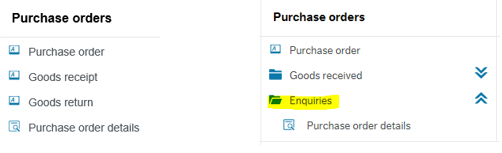 Purchase orders
Purchase order
Goods receipt
Goods return
Purchase order details
Purchase orders
Purchase order
Goods received
Enquiries
Purchase order details